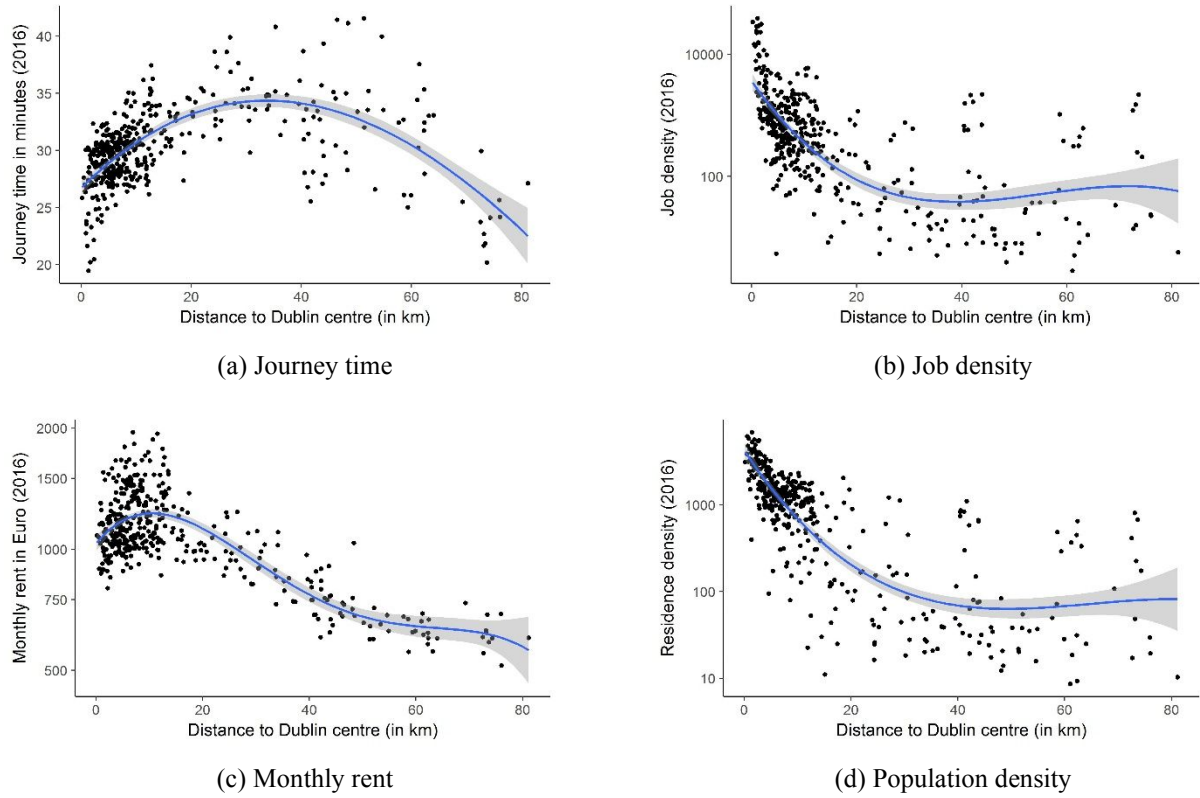 Journey time in minutes (2016)
40
35
30
25
20
0
20
40
60
80
Distance to Dublin centre (in km)
(a) Journey time
Job density (2016)
10000
100
0
20
40
60
80
Distance to Dublin centre (in km)
(b) Job density
Monthly rent in Euro (2016)
2000
1500
1000
750
500
0
20
40
60
80
Distance to Dublin centre (in km)
(c) Monthly rent
Residence density (2016)
1000
100
10
0
20
40
60
80
Distance to Dublin centre (in km)
(d) Population density